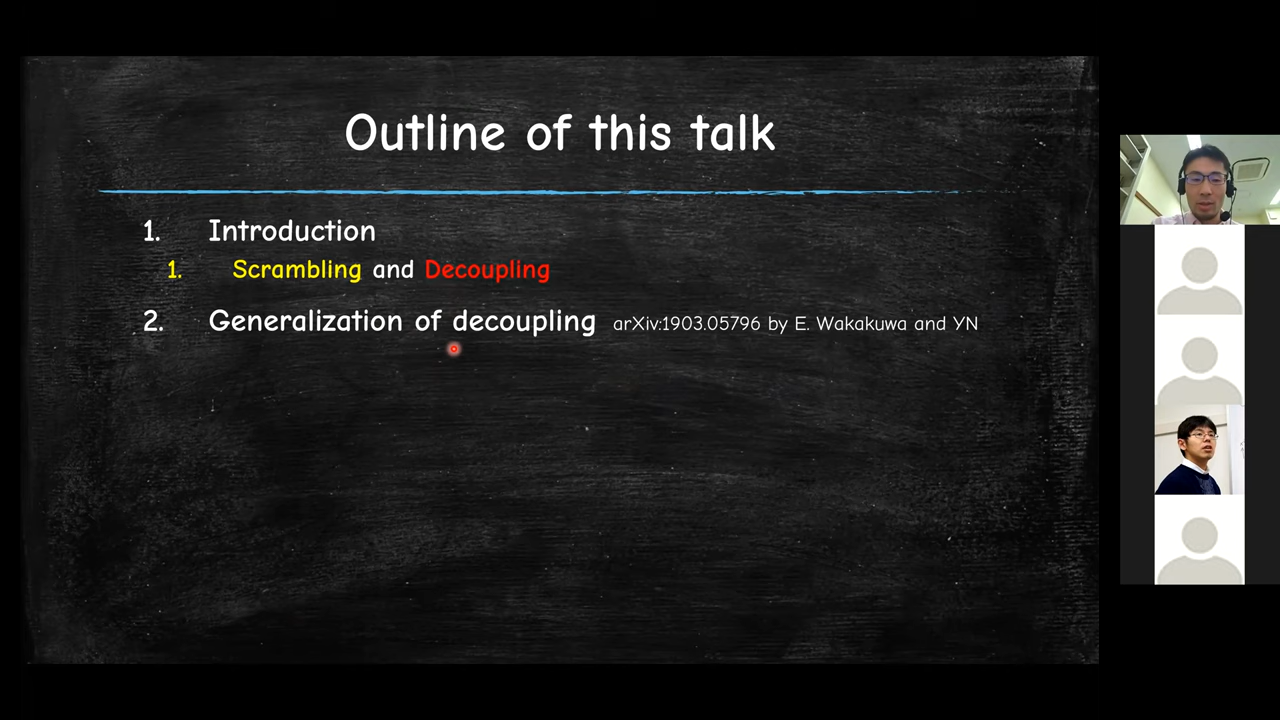 Outline of this talk
1. Introduction
1. Scrambling and Decoupling
2. Generalization of decoupling arXiv:1903.05796 by E. Wakakuwa and YN